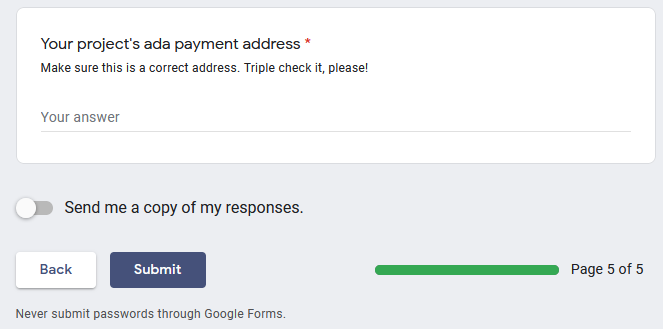 Your project's ada payment address *
Make sure this is a correct address. Triple check it, please!
Your answer
Send me a copy of my responses.
Back
Submit
Page 5 of 5
Never submit passwords through Google Forms.